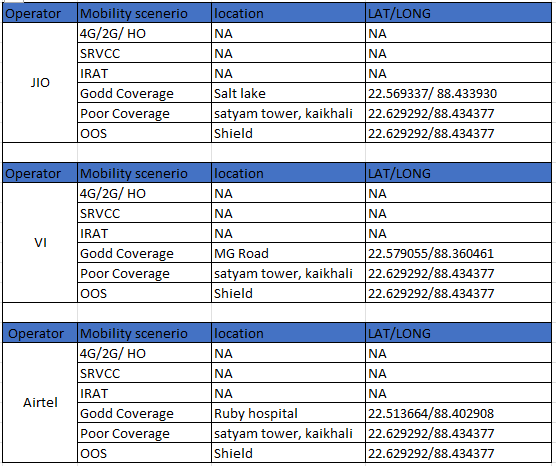 Operator Mobility scenerio location LAT/LONG
4G/2G/ HO NA NA
SRVCC NA NA
IRAT NA NA
JIO
Godd Coverage Salt lake 22.569337/ 88.433930
Poor Coverage satyam tower, kaikhali 22.629292/88.434377
OOS Shield 22.629292/88.434377
Operator Mobility scenerio location LAT/LONG
4G/2G/ HO NA NA
SRVCC NA NA
IRAT NA NA
VI
Godd Coverage MG Road 22.579055/88.360461
Poor Coverage satyam tower, kaikhali 22.629292/88.434377
OOS Shield 22.629292/88.434377
Operator Mobility scenerio location LAT/LONG
4G/2G/ HO NA NA
SRVCC NA NA
IRAT NA NA
Airtel
Godd Coverage Ruby hospital 22.513664/88.402908
Poor Coverage satyam tower, kaikhali 22.629292/88.434377
OOS Shield 22.629292/88.434377